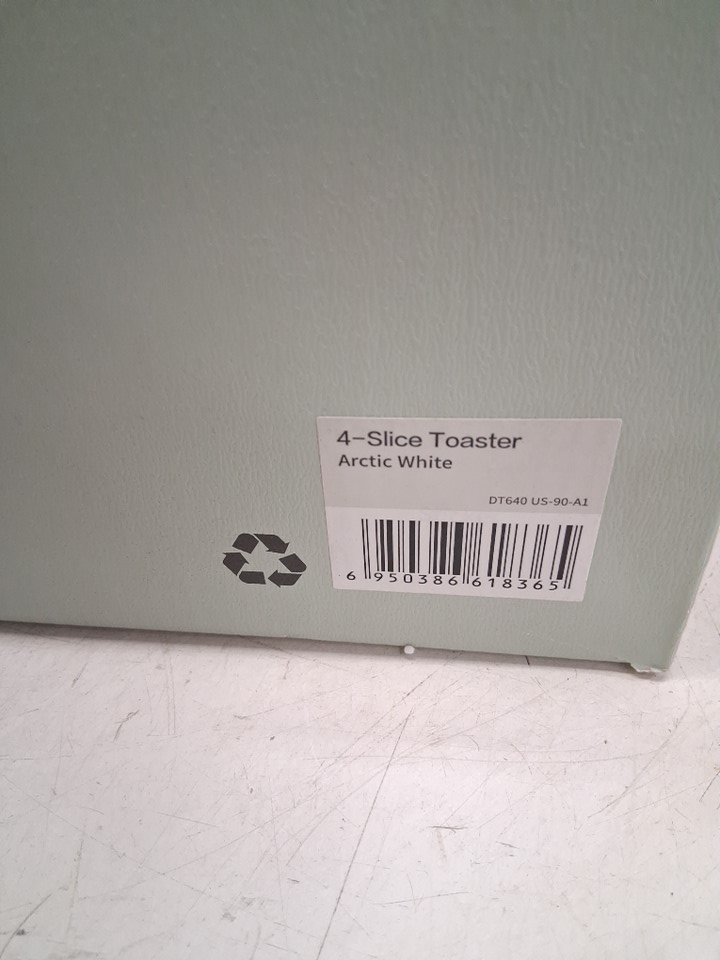 4-Slice Toaster
Arctic White
DT640 US-90-A1
6 950386 618365